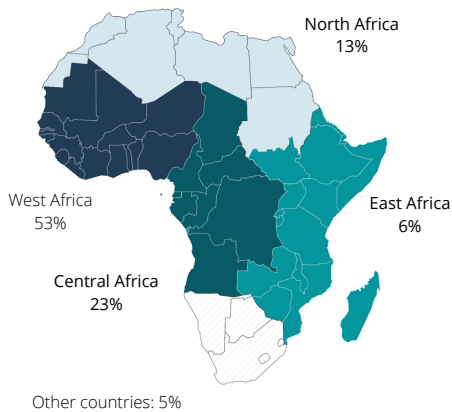 North Africa
13%
West Africa
53%
East Africa
6%
Central Africa
23%
Other countries: 5%